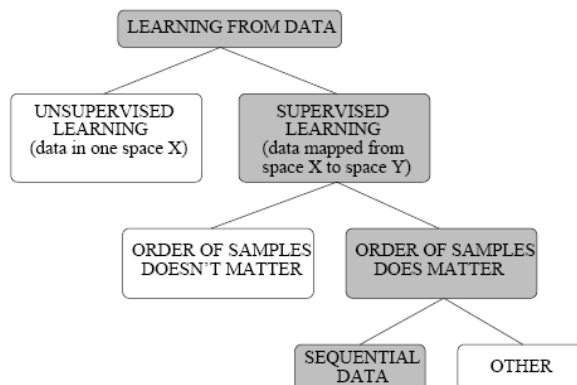 LEARNING FROM DATA
UNSUPERVISED
LEARNING
(data in one space X)
SUPERVISED
LEARNING
(data mapped from
space X to space Y)
ORDER OF SAMPLES
DOESN'T MATTER
ORDER OF SAMPLES
DOES MATTER
SEQUENTIAL
DATA
OTHER